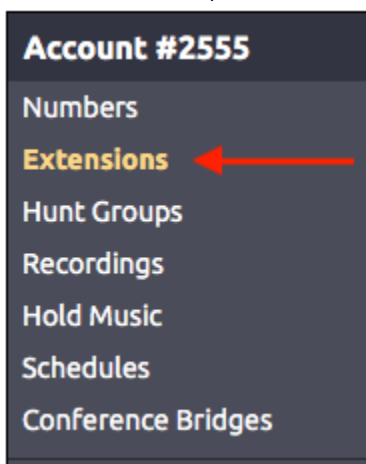 Account #2555
Numbers
Extensions
Hunt Groups
Recordings
Hold Music
Schedules
Conference Bridges